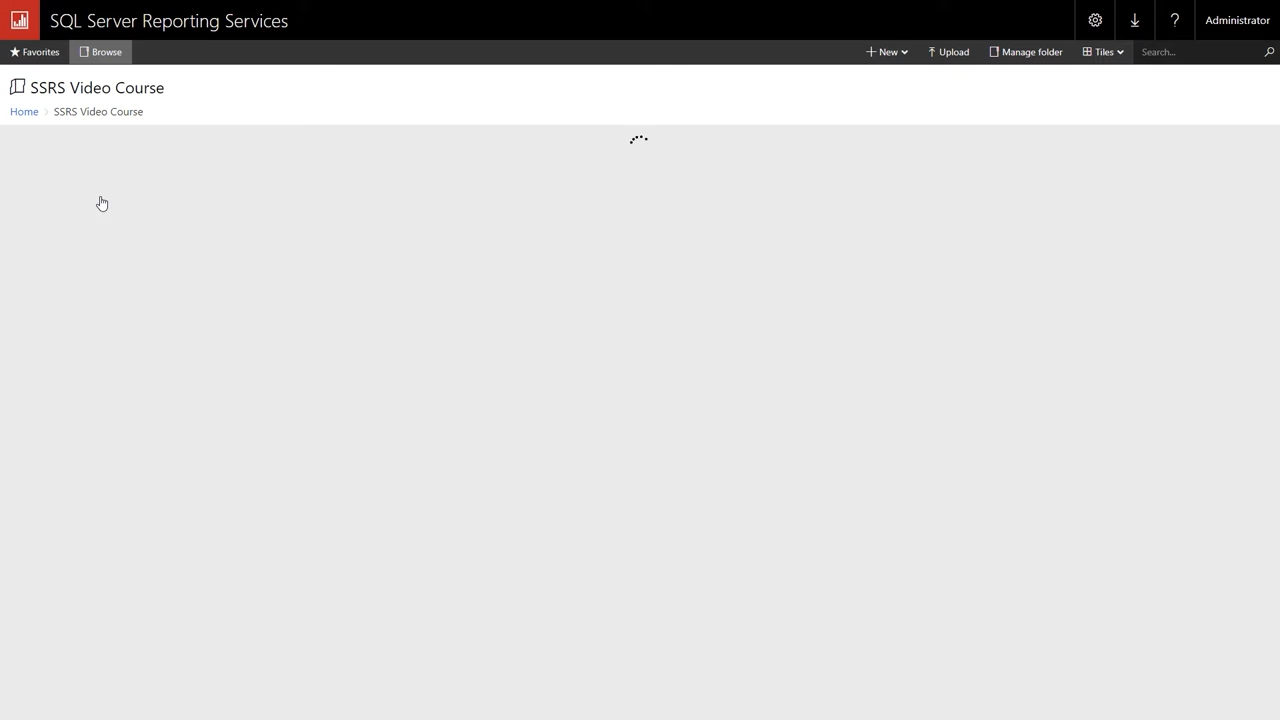 SQL Server Reporting Services
?
Administrator
Favorites
Browse
New
Upload
Manage folder
Tiles
Search...
SSRS Video Course
Home > SSRS Video Course